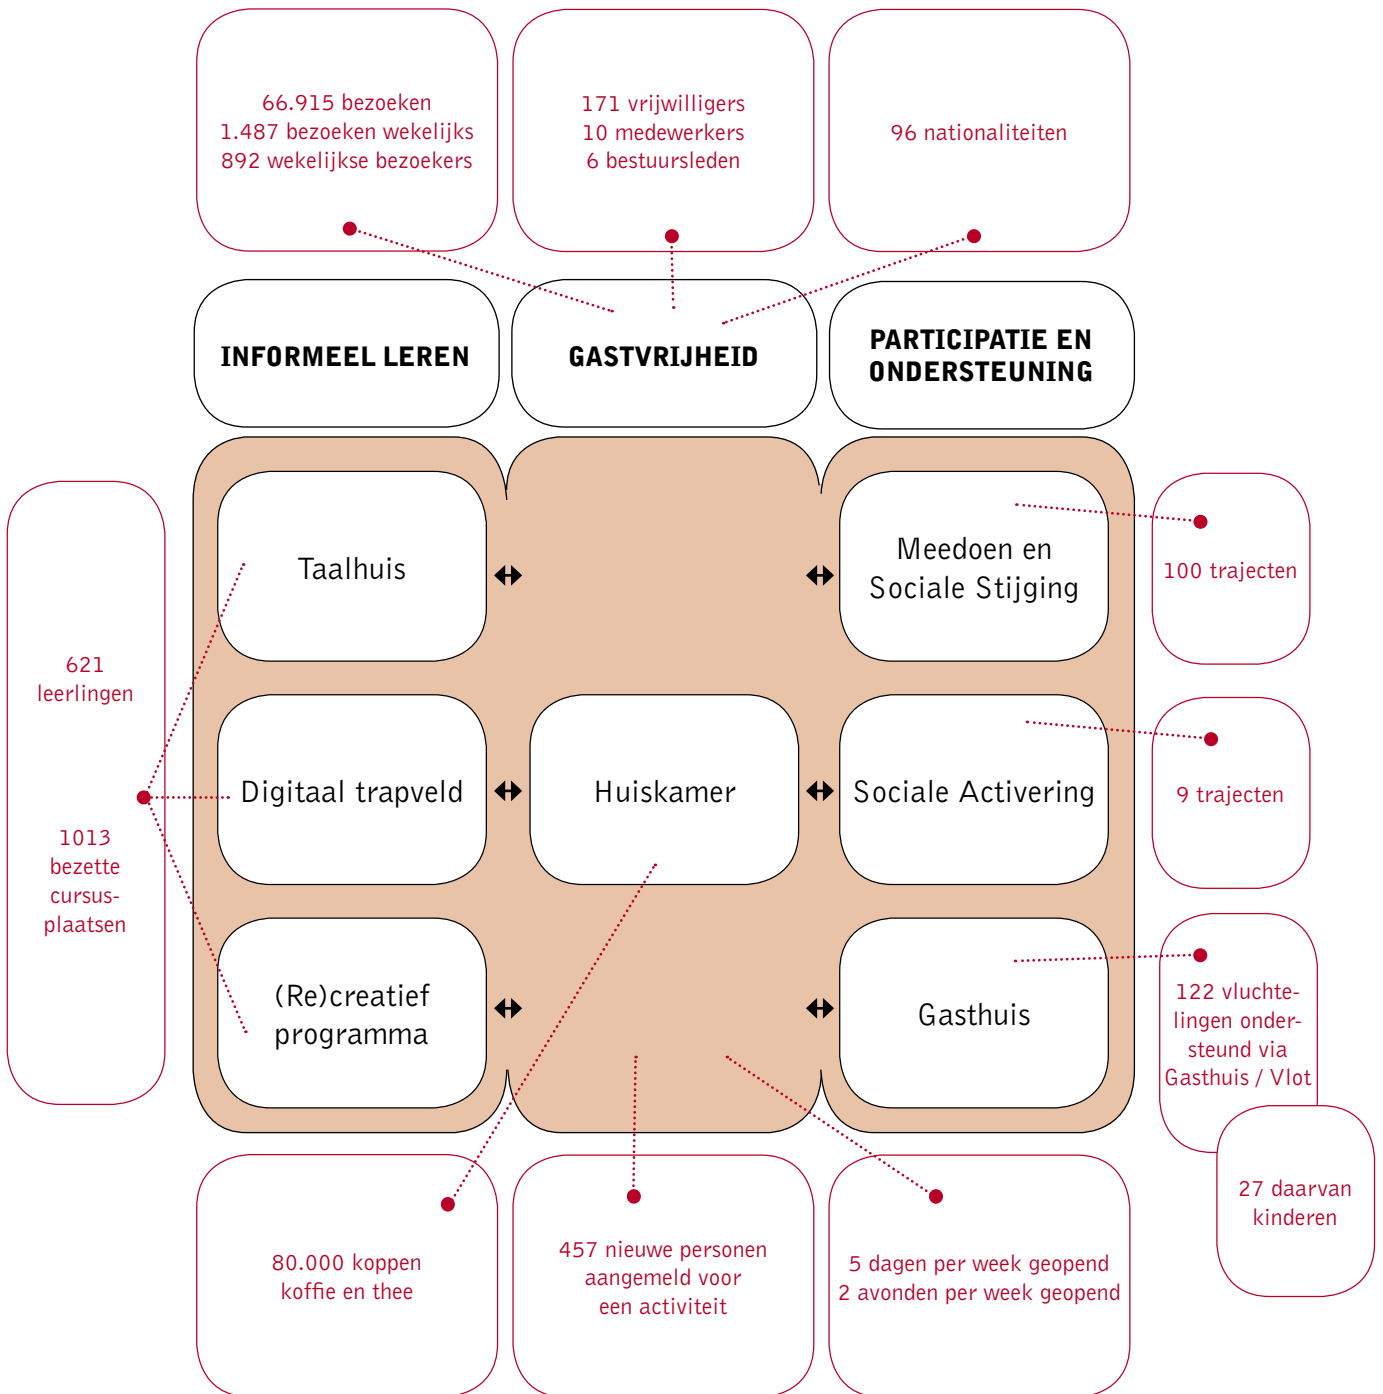 66.915 bezoeken
1.487 bezoeken wekelijks
892 wekelijkse bezoekers
171 vrijwilligers
10 medewerkers
6 bestuursleden
96 nationaliteiten
INFORMEEL LEREN
GASTVRIJHEID
PARTICIPATIE EN
ONDERSTEUNING
621
leerlingen
1013
bezette
cursus-
plaatsen
Taalhuis
Meedoen en
Sociale Stijging
100 trajecten
Digitaal trapveld
Huiskamer
Sociale Activering
9 trajecten
(Re)creatief
programma
Gasthuis
122 vluchte-
lingen onder-
steund via
Gasthuis / Vlot
27 daarvan
kinderen
80.000 koppen
koffie en thee
457 nieuwe personen
aangemeld voor
een activiteit
5 dagen per week geopend
2 avonden per week geopend